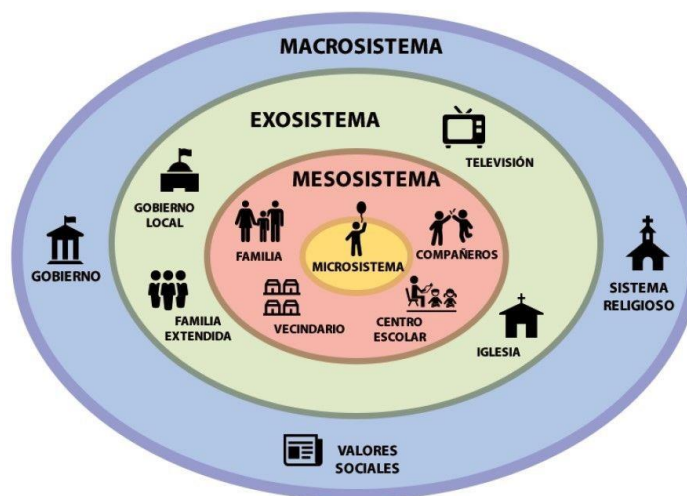 MACROSISTEMA
EXOSISTEMA
TELEVISIÓN
MESOSISTEMA
GOBIERNO
LOCAL
FAMILIA
COMPAÑEROS
MICROSISTEMA
GOBIERNO
SISTEMA
RELIGIOSO
FAMILIA
EXTENDIDA
VECINDARIO
CENTRO
ESCOLAR
IGLESIA
VALORES
SOCIALES